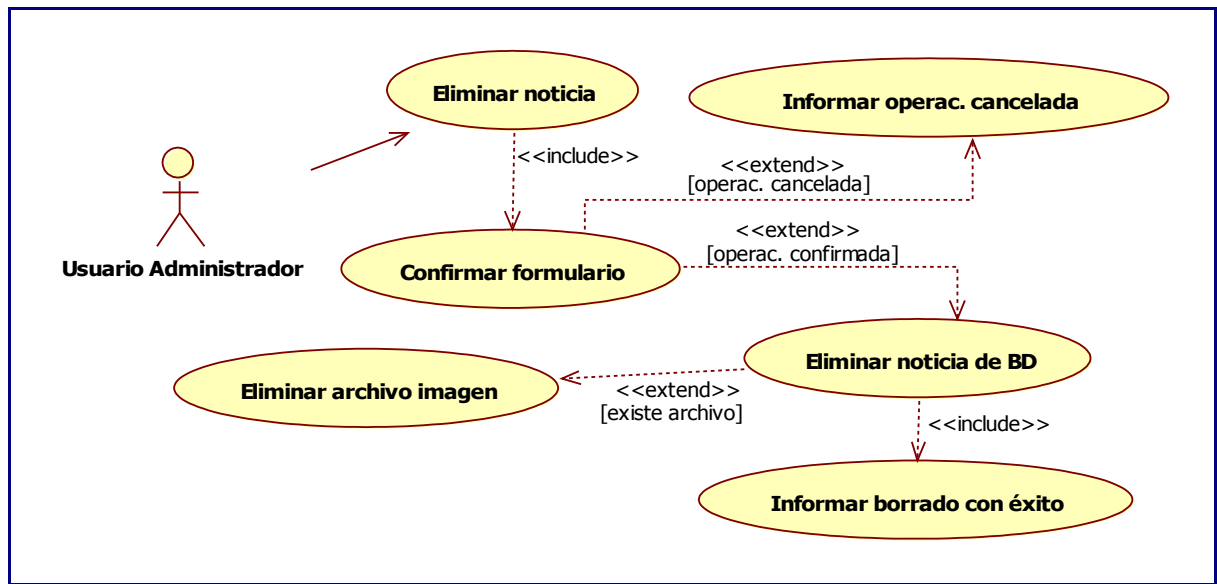 Eliminar noticia
Informar operac. cancelada
<<include>>
<<extend>>
[operac. cancelada]
<<extend>>
[operac. confirmada]
Usuario Administrador
Confirmar formulario
Eliminar noticia de BD
Eliminar archivo imagen
<<extend>>
[existe archivo]
<<include>>
Informar borrado con éxito